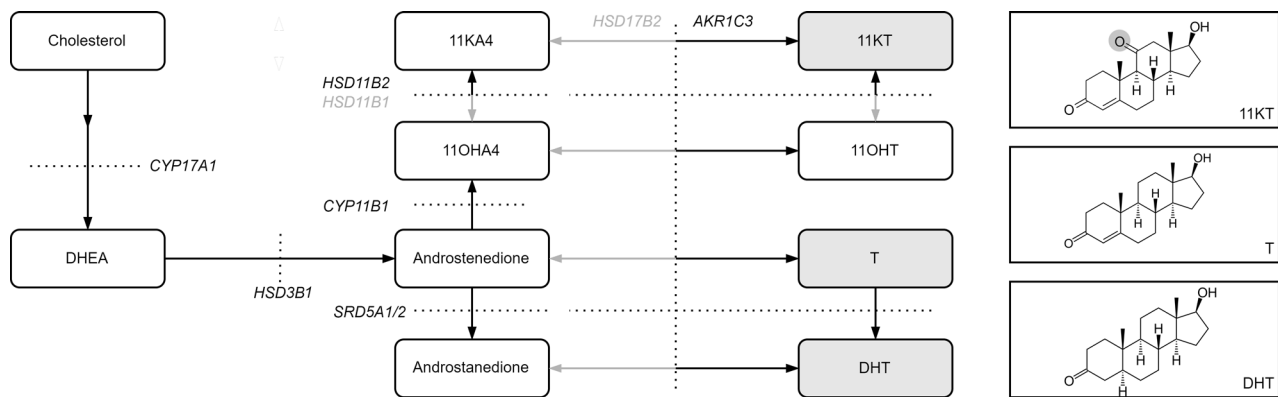 Cholesterol
11KA4
HSD17B2
AKR1C3
11KT
HSD11B2
HSD11B1
11OHA4
11OHT
CYP17A1
CYP11B1
DHEA
Androstenedione
T
HSD3B1
SRD5A1/2
Androstanedione
DHT
OH
O
H
H
H
O
11KT
OH
H
H
H
O
T
OH
H
H
H
O
H
DHT